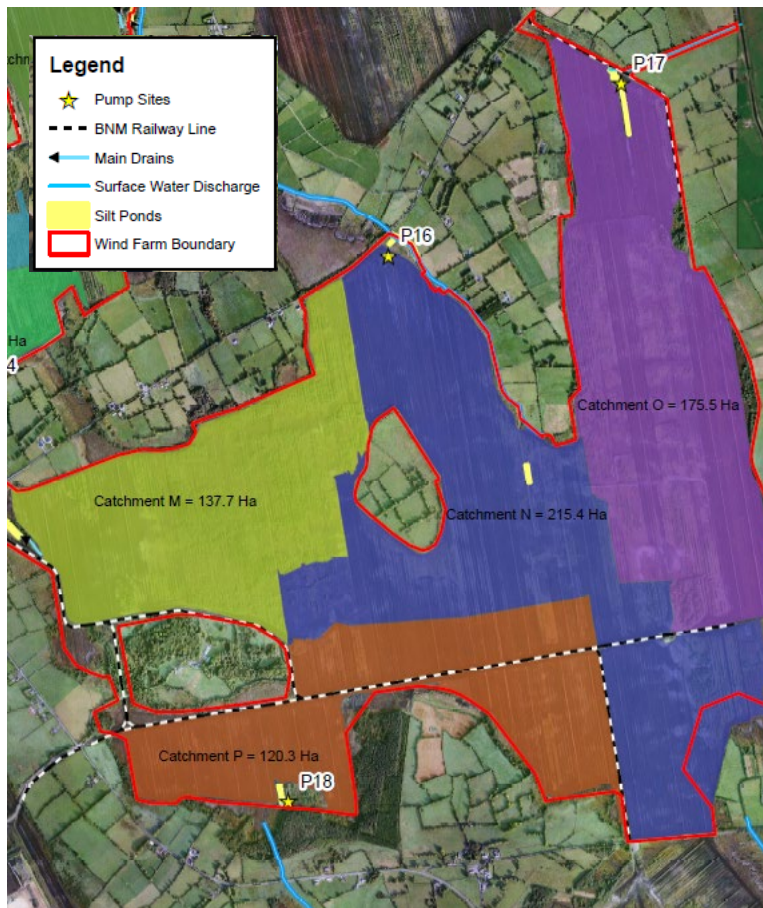 Legend
Pump Sites
BNM Railway Line
Main Drains
Surface Water Discharge
Silt Ponds
Wind Farm Boundary
P17
P16
Ha
4
Catchment O = 175.5 Ha
Catchment M = 137.7 Ha
Catchment N = 215.4 Ha
Catchment P = 120.3 Ha
P18